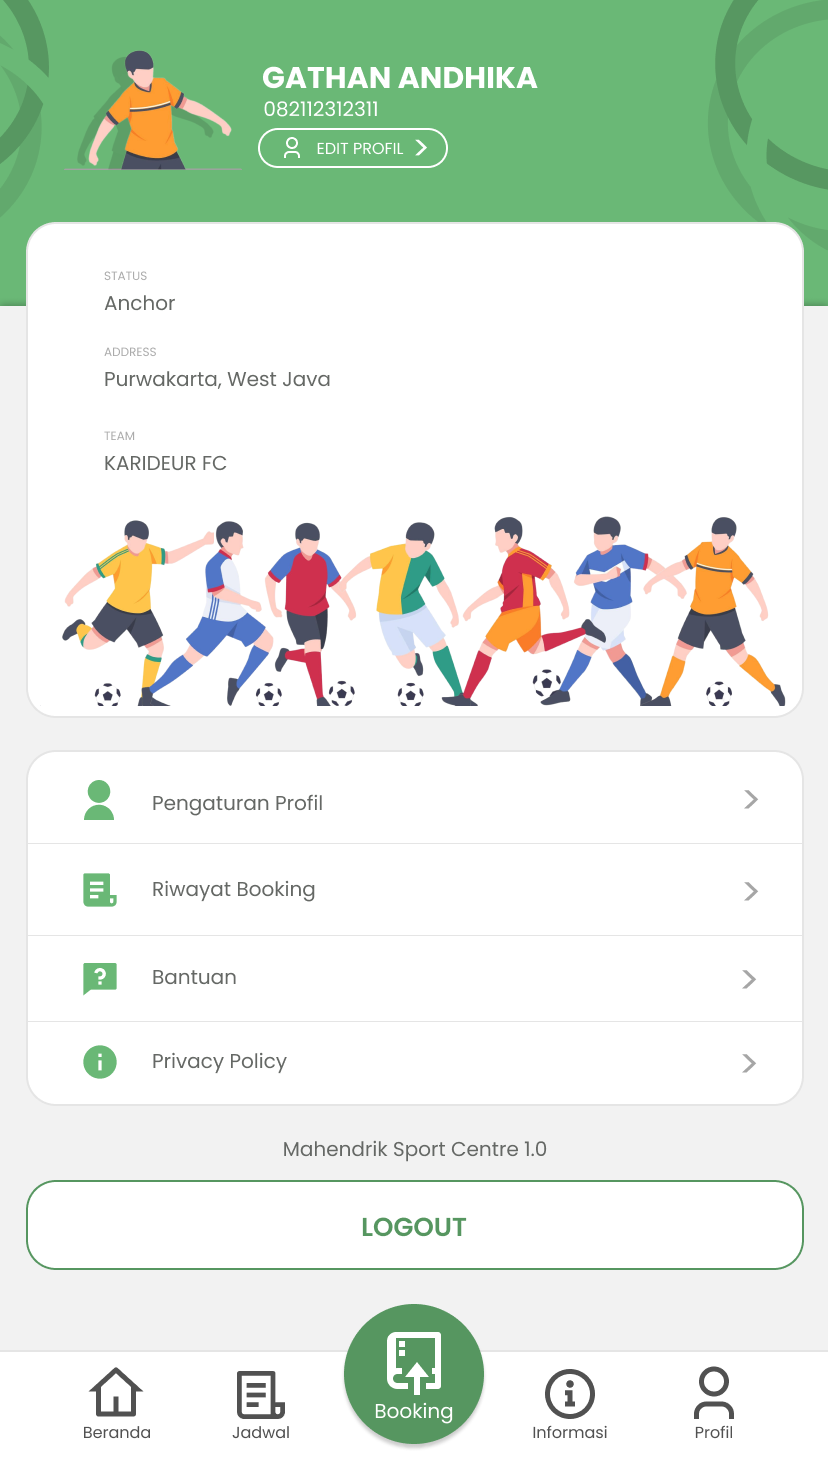 GATHAN ANDHIKA
082112312311
EDIT PROFIL
STATUS
Anchor
ADDRESS
Purwakarta, West Java
TEAM
KARIDEUR FC
Pengaturan Profil
Riwayat Booking
Bantuan
Privacy Policy
Mahendrik Sport Centre 1.0
LOGOUT
Booking
Beranda
Jadwal
Informasi
Profil